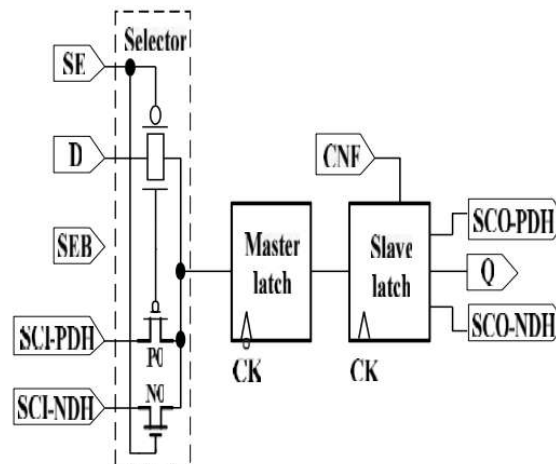 Selector
SE
D
CNF
SEB
Master
latch
Slave
latch
SCO-PDH
Q
SCO-NDH
SCI-PDH
P0
N0
SCI-NDH
CK
CK